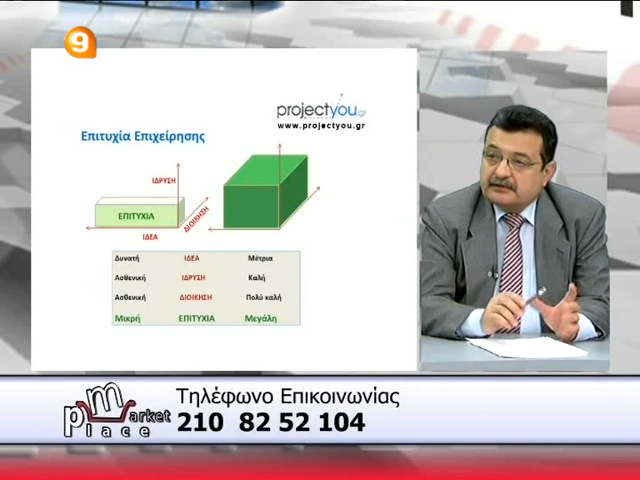 9
projectyou.gr
www.projectyou.gr
Επιτυχία Επιχείρησης
ΙΔΡΥΣΗ
ΕΠΙΤΥΧΙΑ
ΔΙΟΙΚΗΣΗ
ΙΔΕΑ
Δυνατή ΙΔΕΑ Μέτρια
Ασθενική ΙΔΡΥΣΗ Καλή
Ασθενική ΔΙΟΙΚΗΣΗ Πολύ καλή
Μικρή ΕΠΙΤΥΧΙΑ Μεγάλη
market
place
Τηλέφωνο Επικοινωνίας
210 82 52 104